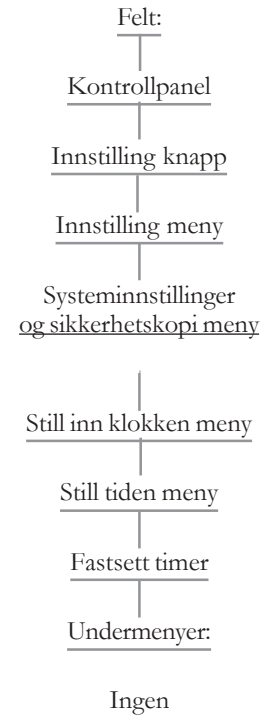 Felt:
Kontrollpanel
Innstilling knapp
Innstilling meny
Systeminnstillinger
og sikkerhetskopi meny
Still inn klokken meny
Still tiden meny
Fastsett timer
Undermenyer:
Ingen